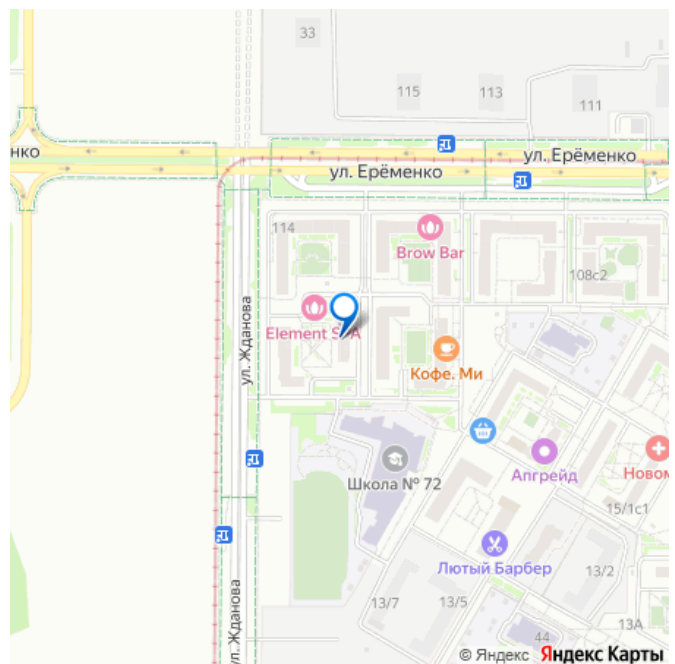 33
115
113
111
ул. Ерёменко
нко
ул. Ерёменко
114
Brow Bar
108с2
ул. Жданова
Element SPA
Кофе. Ми
Школа № 72
Апгрейд
Новом
15/1с1
Лютый Барбер
13/2
13/7
13/5
13А
ул. Жданова
44
© Яндекс Яндекс Карты